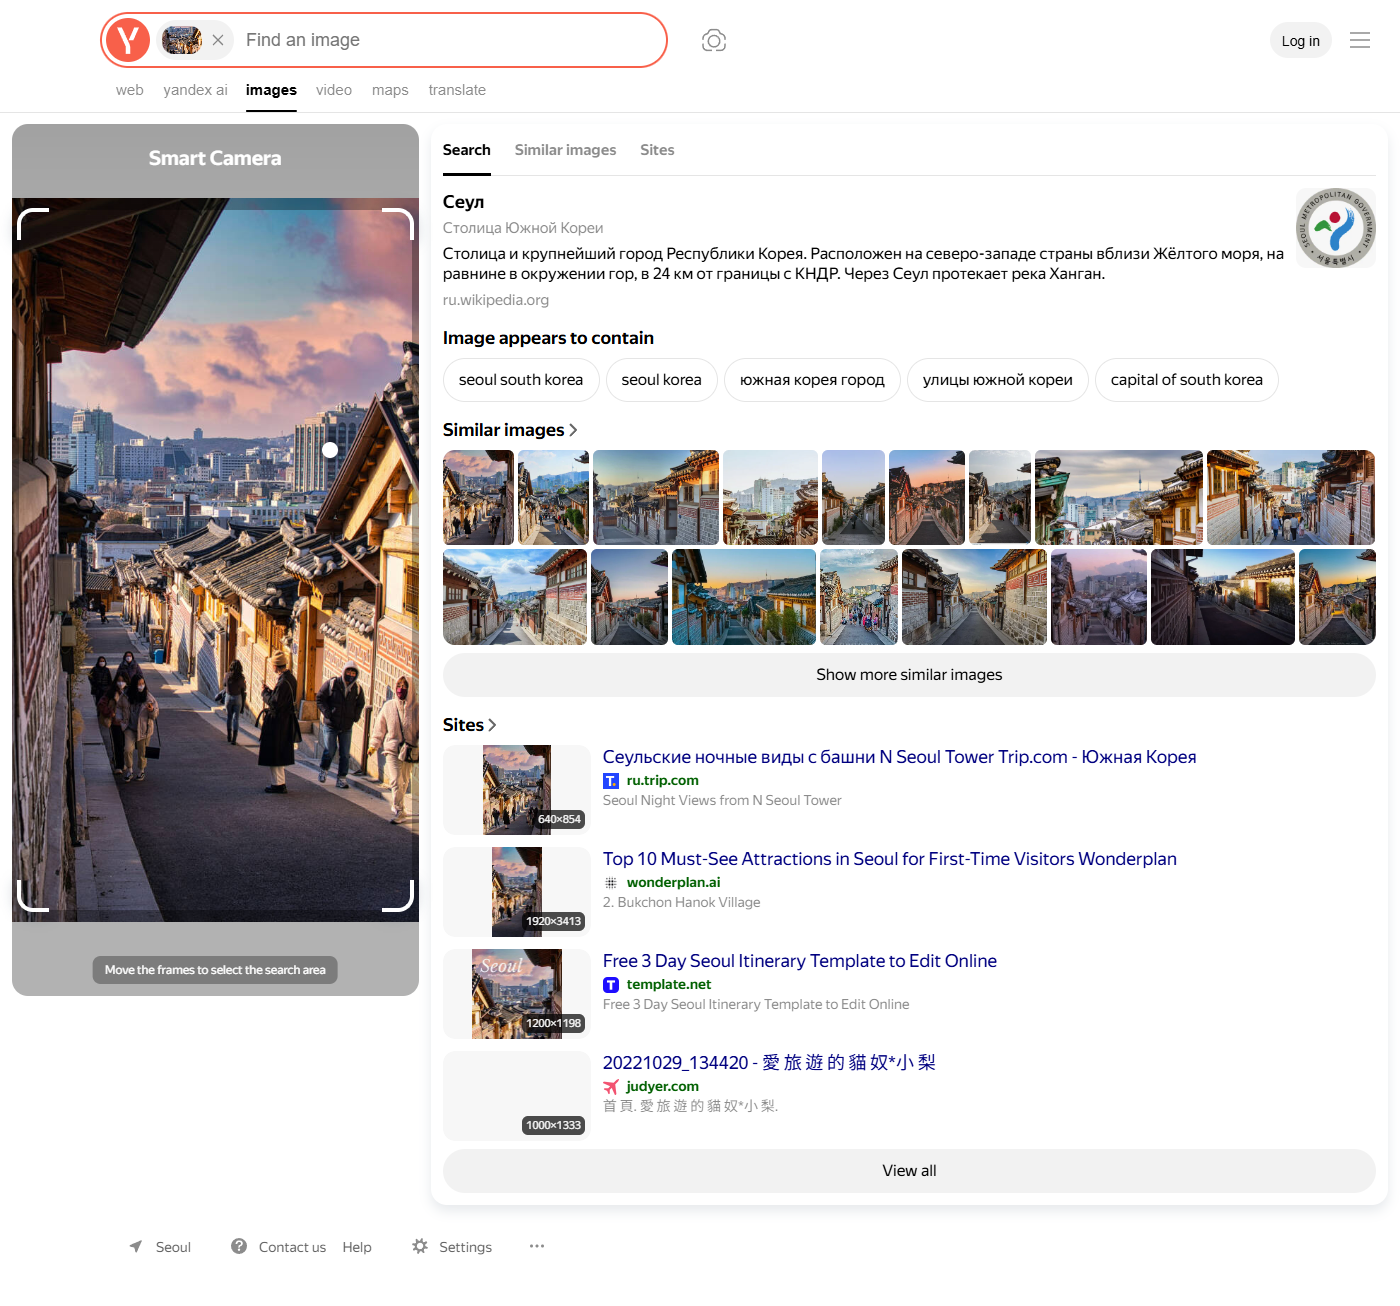 Y
Find an image
Log in
web
yandex ai
images
video
maps
translate
Smart Camera
Move the frames to select the search area
Search
Similar images
Sites
Сеул
Столица Южной Кореи
Столица и крупнейший город Республики Корея. Расположен на северо-западе страны вблизи Жёлтого моря, на
равнине в окружении гор, в 24 км от границы с КНДР. Через Сеул протекает река Ханган.
ru.wikipedia.org
SEOUL METROPOLITAN GOVERNMENT
서울특별시
Image appears to contain
seoul south korea
seoul korea
южная корея город
улицы южной кореи
capital of south korea
Similar images
Show more similar images
Sites
640×854
Сеульские ночные виды с башни N Seoul Tower Trip.com - Южная Корея
T. ru.trip.com
Seoul Night Views from N Seoul Tower
1920×3413
Top 10 Must-See Attractions in Seoul for First-Time Visitors Wonderplan
wonderplan.ai
2. Bukchon Hanok Village
Seoul
1200×1198
Free 3 Day Seoul Itinerary Template to Edit Online
T template.net
Free 3 Day Seoul Itinerary Template to Edit Online
1000×1333
20221029_134420 - 愛 旅 遊 的 貓 奴*小 梨
judyer.com
首 頁. 愛 旅 遊 的 貓 奴*小 梨.
View all
Seoul
Contact us
Help
Settings